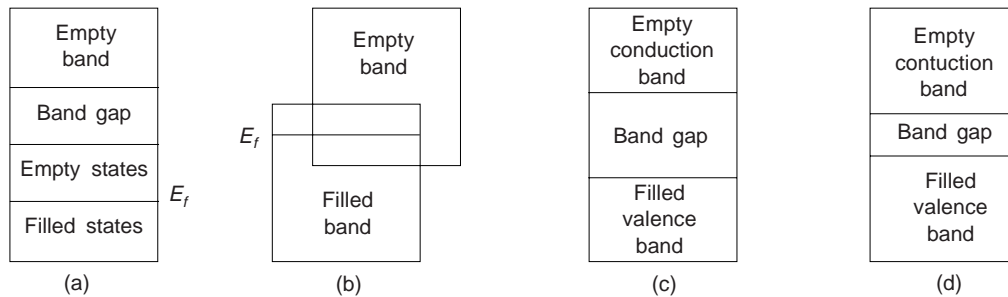 Empty
band
Band gap
Empty states
E_f
Filled states
(a)
Empty
band
E_f
Filled
band
(b)
Empty
conduction
band
Band gap
Filled
valence
band
(c)
Empty
contuction
band
Band gap
Filled
valence
band
(d)